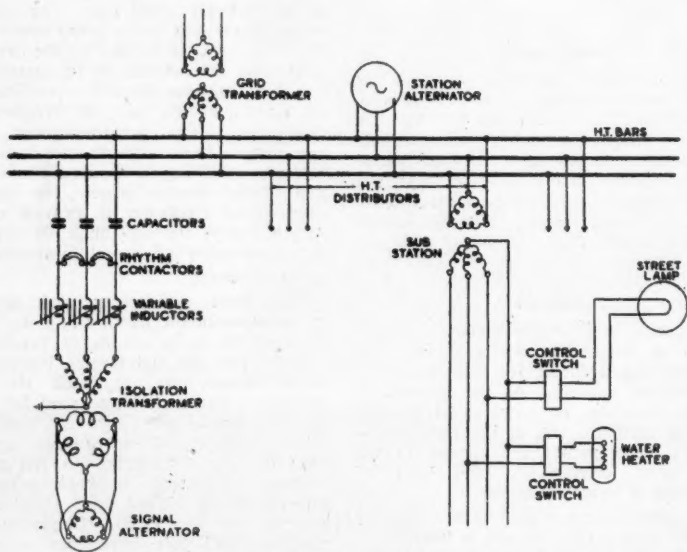 GRID
TRANSFORMER
STATION
ALTERNATOR
H.T. BARS
H.T.
DISTRIBUTORS
CAPACITORS
RHYTHM
CONTACTORS
VARIABLE
INDUCTORS
SUB
STATION
STREET
LAMP
CONTROL
SWITCH
ISOLATION
TRANSFORMER
WATER
HEATER
CONTROL
SWITCH
SIGNAL
ALTERNATOR